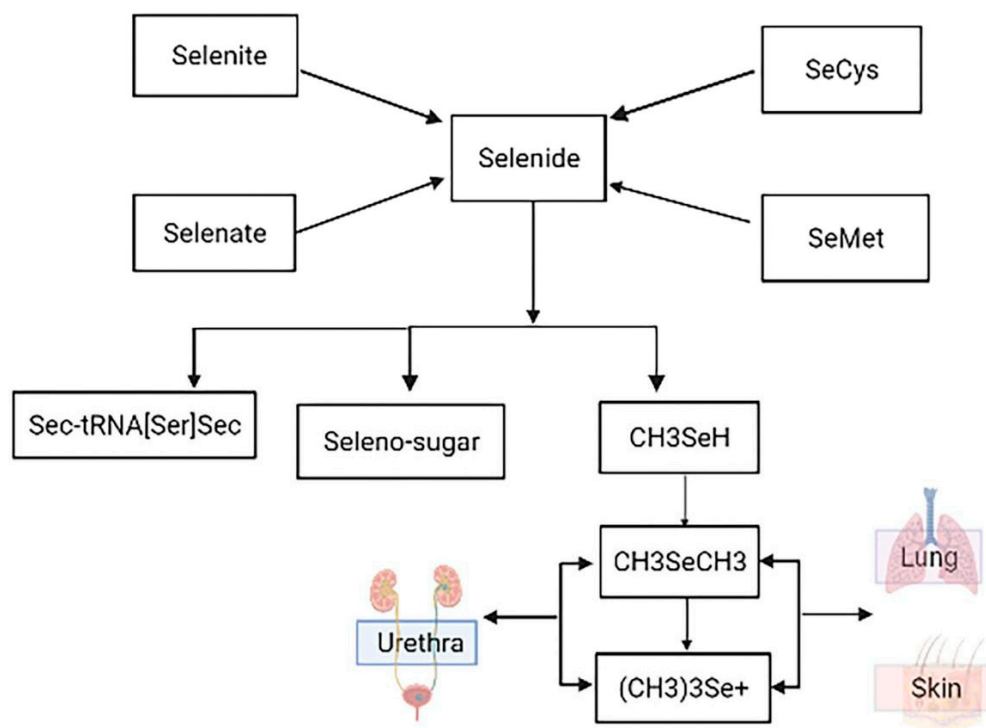 Selenite
SeCys
Selenide
Selenate
SeMet
Sec-tRNA[Ser]Sec
Seleno-sugar
CH3SeH
CH3SeCH3
Lung
Urethra
(CH3)3Se+
Skin